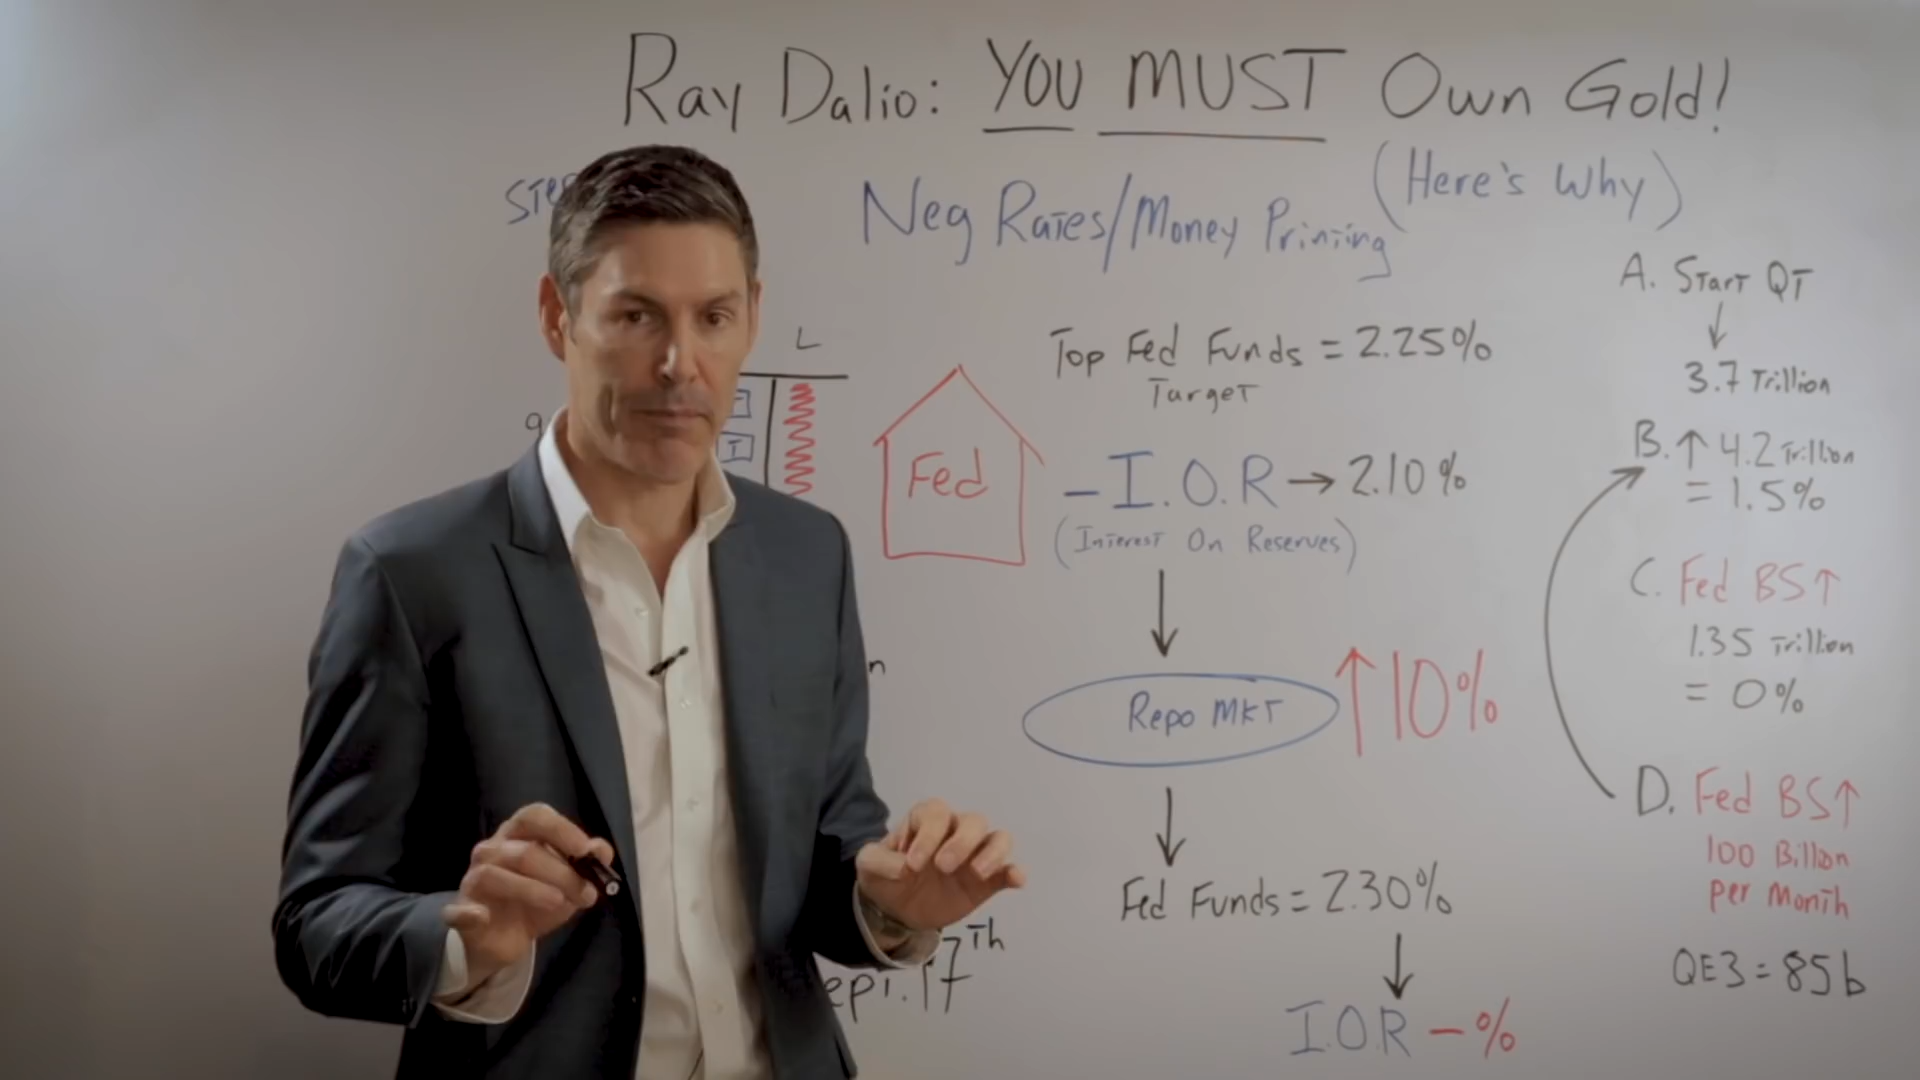 Ray Dalio: YOU MUST Own Gold!
(Here's Why)
Neg Rates/Money Printing
L
I
Fed
Top Fed Funds = 2.25%
Target
- I.O.R → 2.10%
(Interest On Reserves)
Repo MKT ↑ 10%
Fed Funds = 2.30%
I.O.R - %
17th
A. Start QT
↓
3.7 Trillion
B. ↑ 4.2 Trillion
= 1.5%
C. Fed BS ↑
1.35 Trillion
= 0%
D. Fed BS ↑
100 Billion
per Month
QE3 = 85b